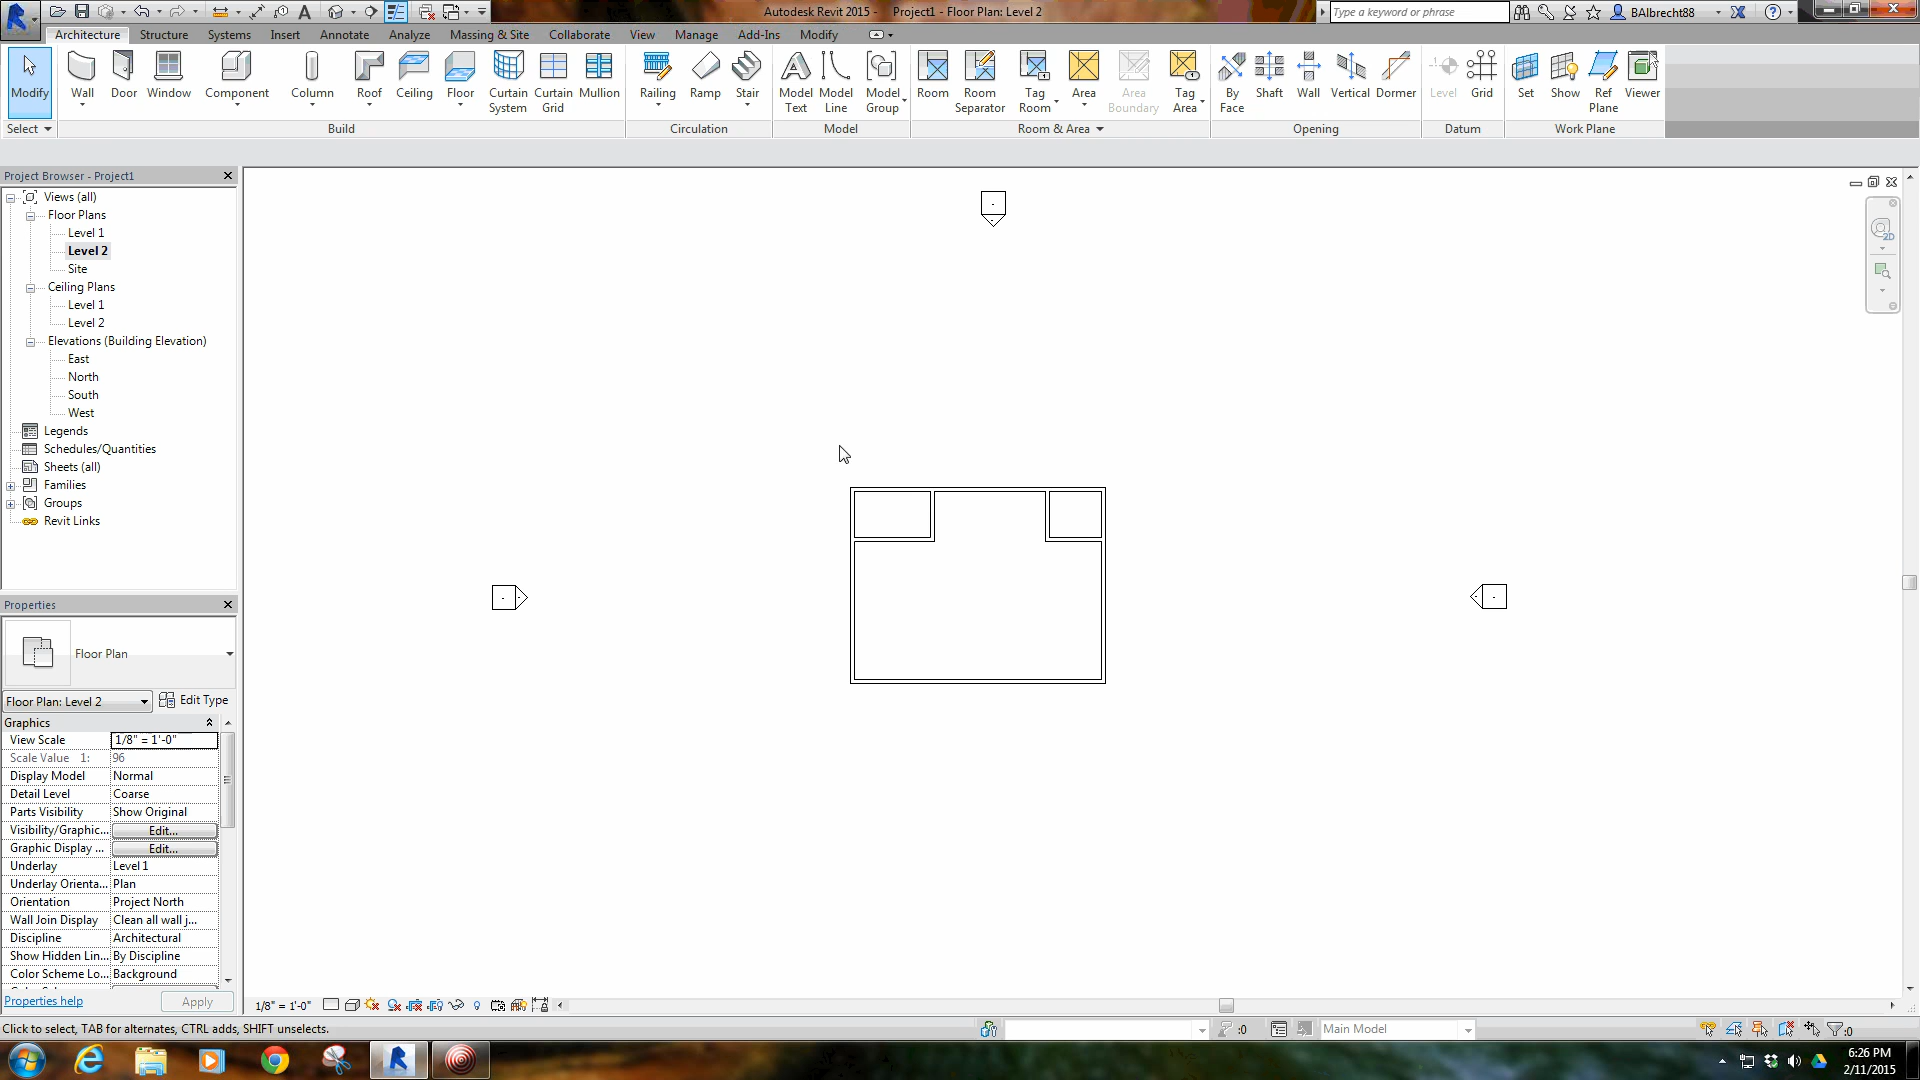 Autodesk Revit 2015 - Project1 - Floor Plan: Level 2
Type a keyword or phrase
BAlbrecht88
Architecture Structure Systems Insert Annotate Analyze Massing & Site Collaborate View Manage Add-Ins Modify
Modify
Wall
Door
Window
Component
Column
Roof
Ceiling
Floor
Curtain System
Curtain Grid
Mullion
Railing
Ramp
Stair
Model Text
Model Line
Model Group
Room
Room Separator
Tag Room
Area
Area Boundary
Tag Area
By Face
Shaft
Wall
Vertical
Dormer
Level
Grid
Set
Show
Ref Plane
Viewer
Select
Build
Circulation
Model
Room & Area
Opening
Datum
Work Plane
Project Browser - Project1
Views (all)
Floor Plans
Level 1
Level 2
Site
Ceiling Plans
Level 1
Level 2
Elevations (Building Elevation)
East
North
South
West
Legends
Schedules/Quantities
Sheets (all)
Families
Groups
Revit Links
2D
Properties
Floor Plan
Floor Plan: Level 2
Edit Type
Graphics
View Scale 1/8" = 1'-0"
Scale Value 1: 96
Display Model Normal
Detail Level Coarse
Parts Visibility Show Original
Visibility/Graphic... Edit...
Graphic Display ... Edit...
Underlay Level 1
Underlay Orienta... Plan
Orientation Project North
Wall Join Display Clean all wall j...
Discipline Architectural
Show Hidden Lin... By Discipline
Color Scheme Lo... Background
Properties help
Apply
1/8" = 1'-0"
Click to select, TAB for alternates, CTRL adds, SHIFT unselects.
:0
Main Model
:0
6:26 PM
2/11/2015